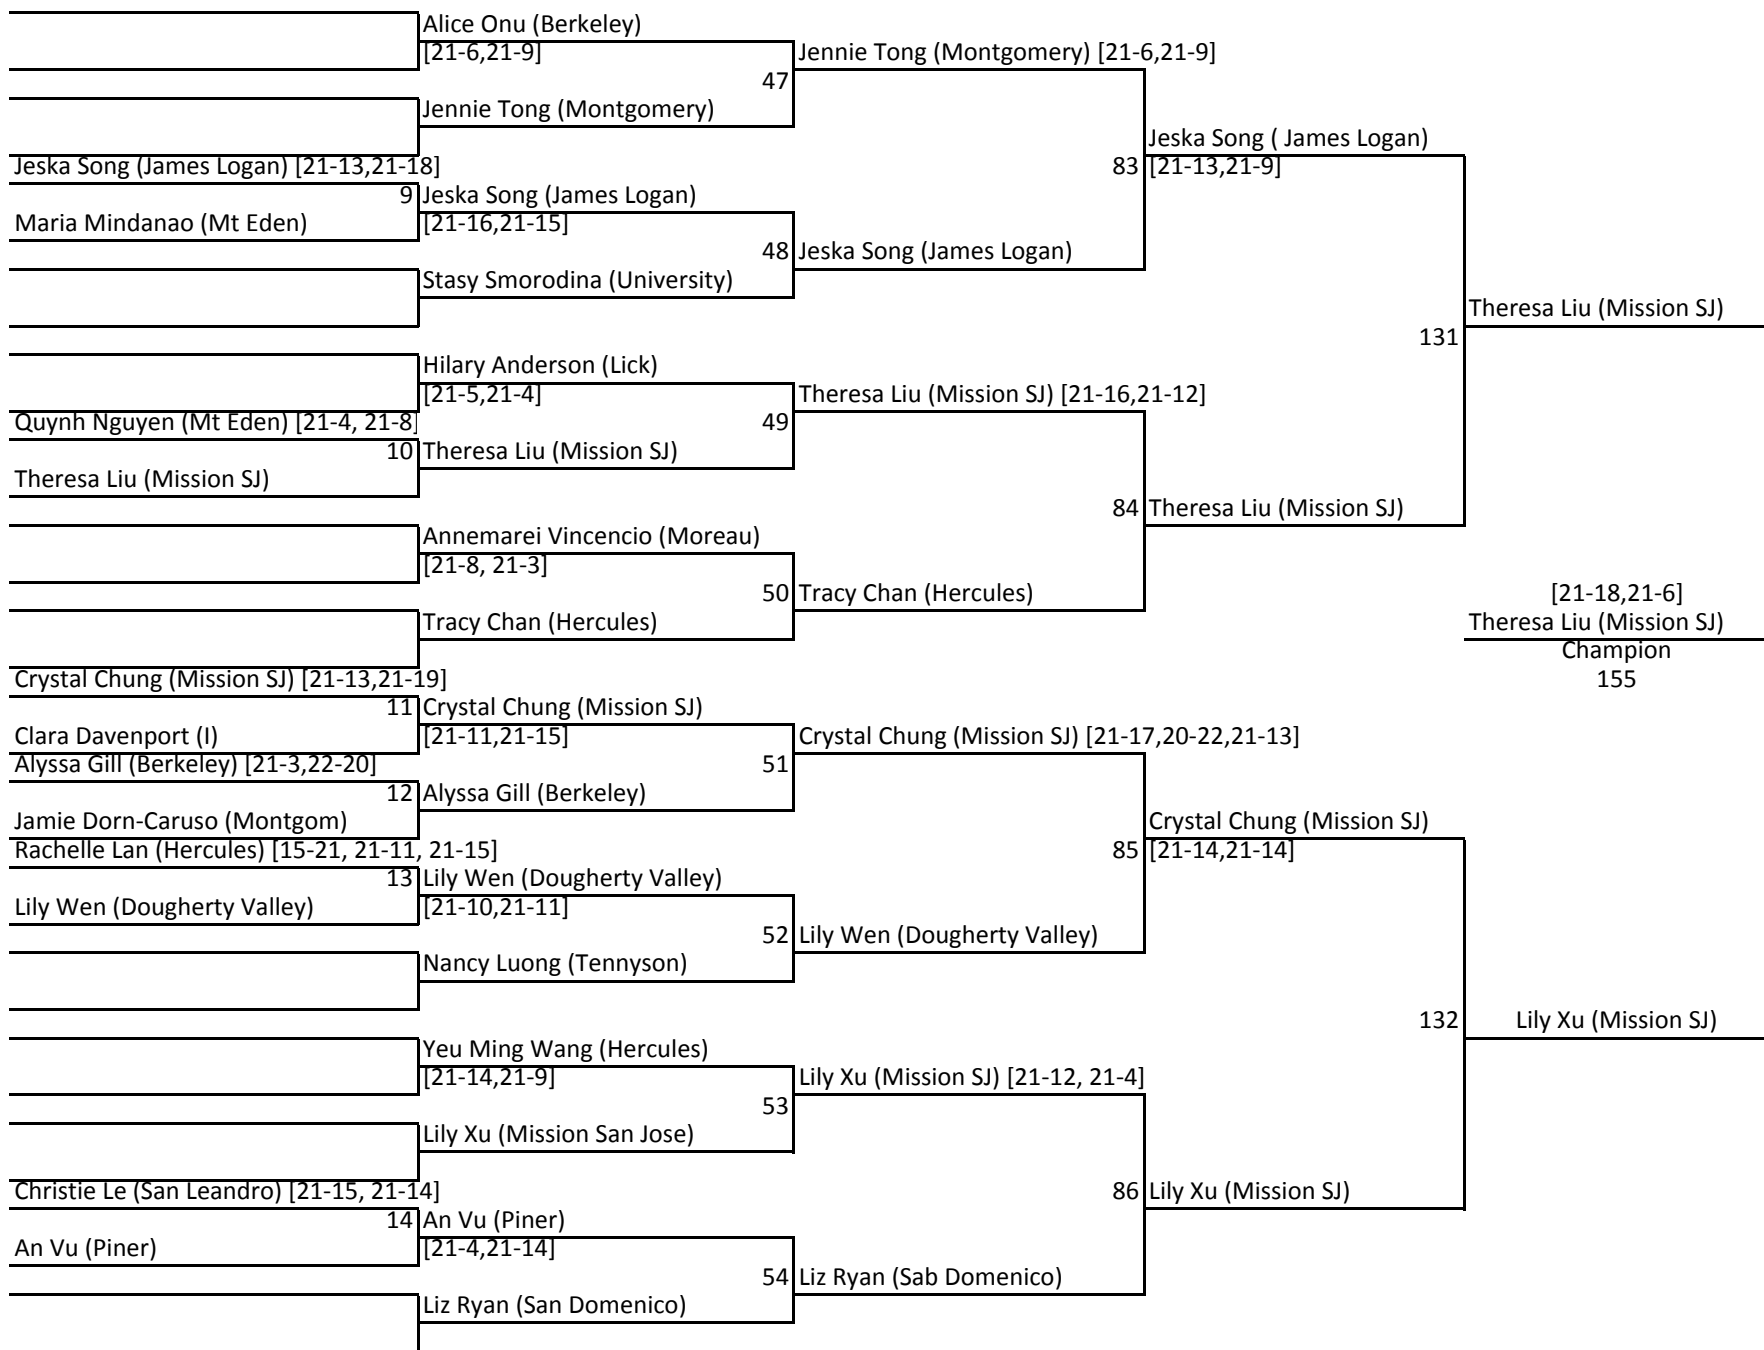 Alice Onu (Berkeley)
[21-6,21-9]
Jennie Tong (Montgomery) [21-6,21-9]
47
Jennie Tong (Montgomery)
Jeska Song ( James Logan)
Jeska Song (James Logan) [21-13,21-18]
83 [21-13,21-9]
9 Jeska Song (James Logan)
Maria Mindanao (Mt Eden)
[21-16,21-15]
48 Jeska Song (James Logan)
Stasy Smorodina (University)
Theresa Liu (Mission SJ)
131
Hilary Anderson (Lick)
[21-5,21-4]
Theresa Liu (Mission SJ) [21-16,21-12]
Quynh Nguyen (Mt Eden) [21-4, 21-8]
49
10 Theresa Liu (Mission SJ)
Theresa Liu (Mission SJ)
84 Theresa Liu (Mission SJ)
Annemarei Vincencio (Moreau)
[21-8, 21-3]
50 Tracy Chan (Hercules)
[21-18,21-6]
Tracy Chan (Hercules)
Theresa Liu (Mission SJ)
Champion
Crystal Chung (Mission SJ) [21-13,21-19]
155
11 Crystal Chung (Mission SJ)
Clara Davenport (I)
[21-11,21-15]
Crystal Chung (Mission SJ) [21-17,20-22,21-13]
Alyssa Gill (Berkeley) [21-3,22-20]
51
12 Alyssa Gill (Berkeley)
Jamie Dorn-Caruso (Montgom)
Crystal Chung (Mission SJ)
Rachelle Lan (Hercules) [15-21, 21-11, 21-15]
85 [21-14,21-14]
13 Lily Wen (Dougherty Valley)
Lily Wen (Dougherty Valley)
[21-10,21-11]
52 Lily Wen (Dougherty Valley)
Nancy Luong (Tennyson)
132
Lily Xu (Mission SJ)
Yeu Ming Wang (Hercules)
[21-14,21-9]
Lily Xu (Mission SJ) [21-12, 21-4]
53
Lily Xu (Mission San Jose)
Christie Le (San Leandro) [21-15, 21-14]
86 Lily Xu (Mission SJ)
14 An Vu (Piner)
An Vu (Piner)
[21-4,21-14]
54 Liz Ryan (Sab Domenico)
Liz Ryan (San Domenico)